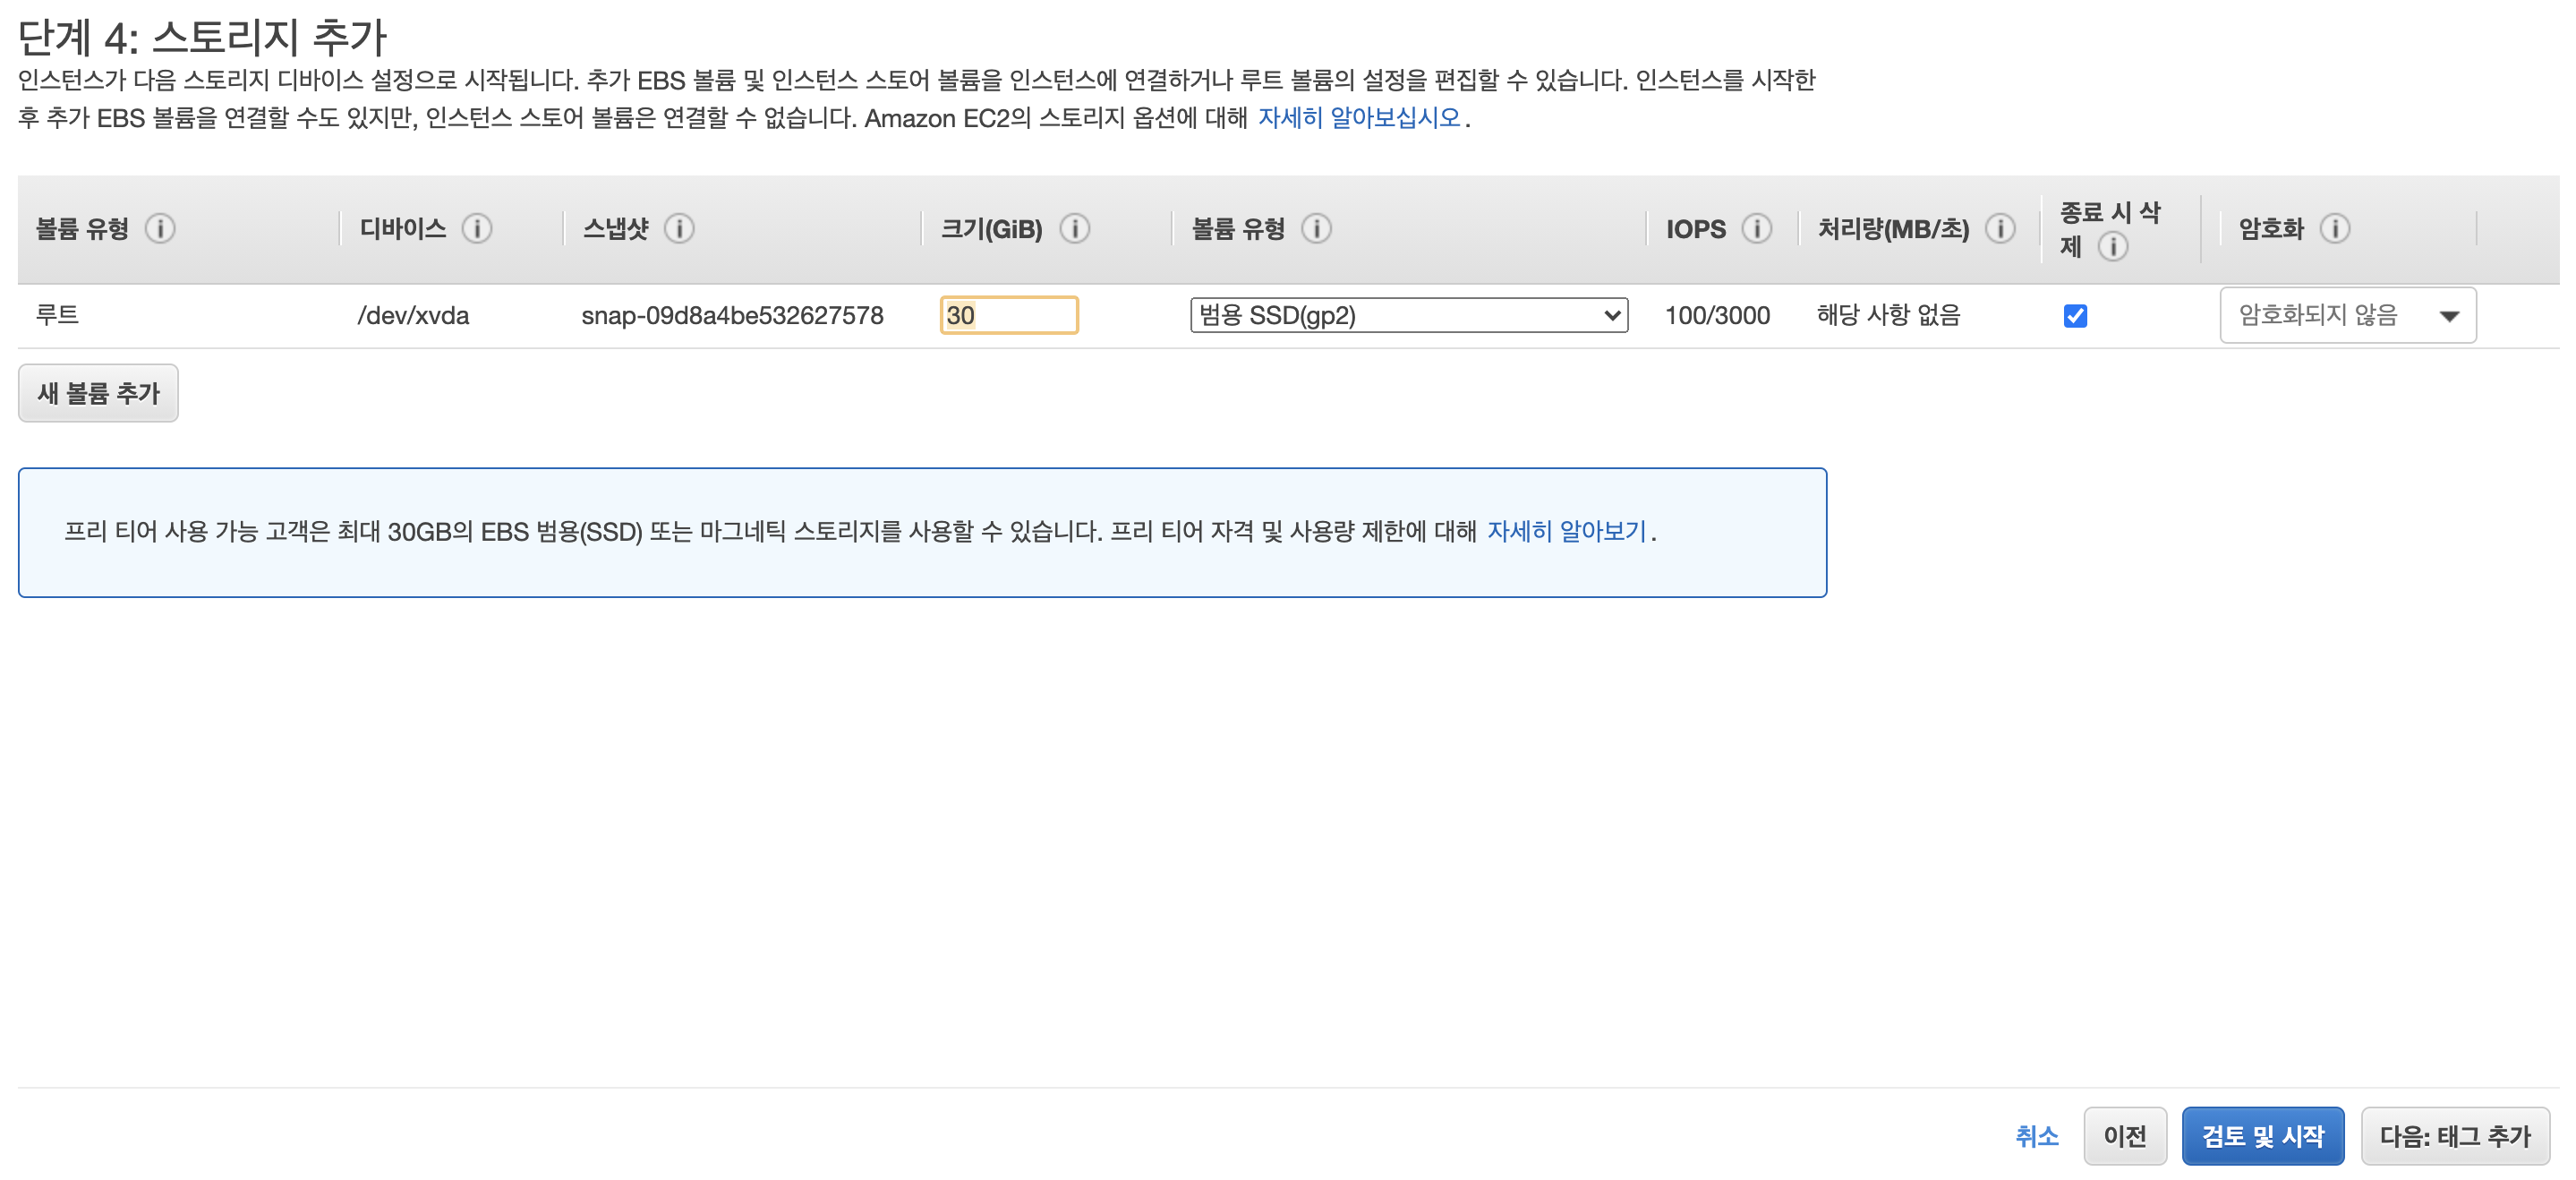 단계 4: 스토리지 추가
인스턴스가 다음 스토리지 디바이스 설정으로 시작됩니다. 추가 EBS 볼륨 및 인스턴스 스토어 볼륨을 인스턴스에 연결하거나 루트 볼륨의 설정을 편집할 수 있습니다. 인스턴스를 시작한
후 추가 EBS 볼륨을 연결할 수도 있지만, 인스턴스 스토어 볼륨은 연결할 수 없습니다. Amazon EC2의 스토리지 옵션에 대해 자세히 알아보십시오.
볼륨 유형 i 디바이스 i 스냅샷 i 크기(GiB) i 볼륨 유형 i IOPS i 처리량(MB/초) i 종료 시 삭
제 i 암호화 i
루트 /dev/xvda snap-09d8a4be532627578 30 범용 SSD(gp2) 100/3000 해당 사항 없음 암호화되지 않음
새 볼륨 추가
프리 티어 사용 가능 고객은 최대 30GB의 EBS 범용(SSD) 또는 마그네틱 스토리지를 사용할 수 있습니다. 프리 티어 자격 및 사용량 제한에 대해 자세히 알아보기.
취소 이전 검토 및 시작 다음: 태그 추가